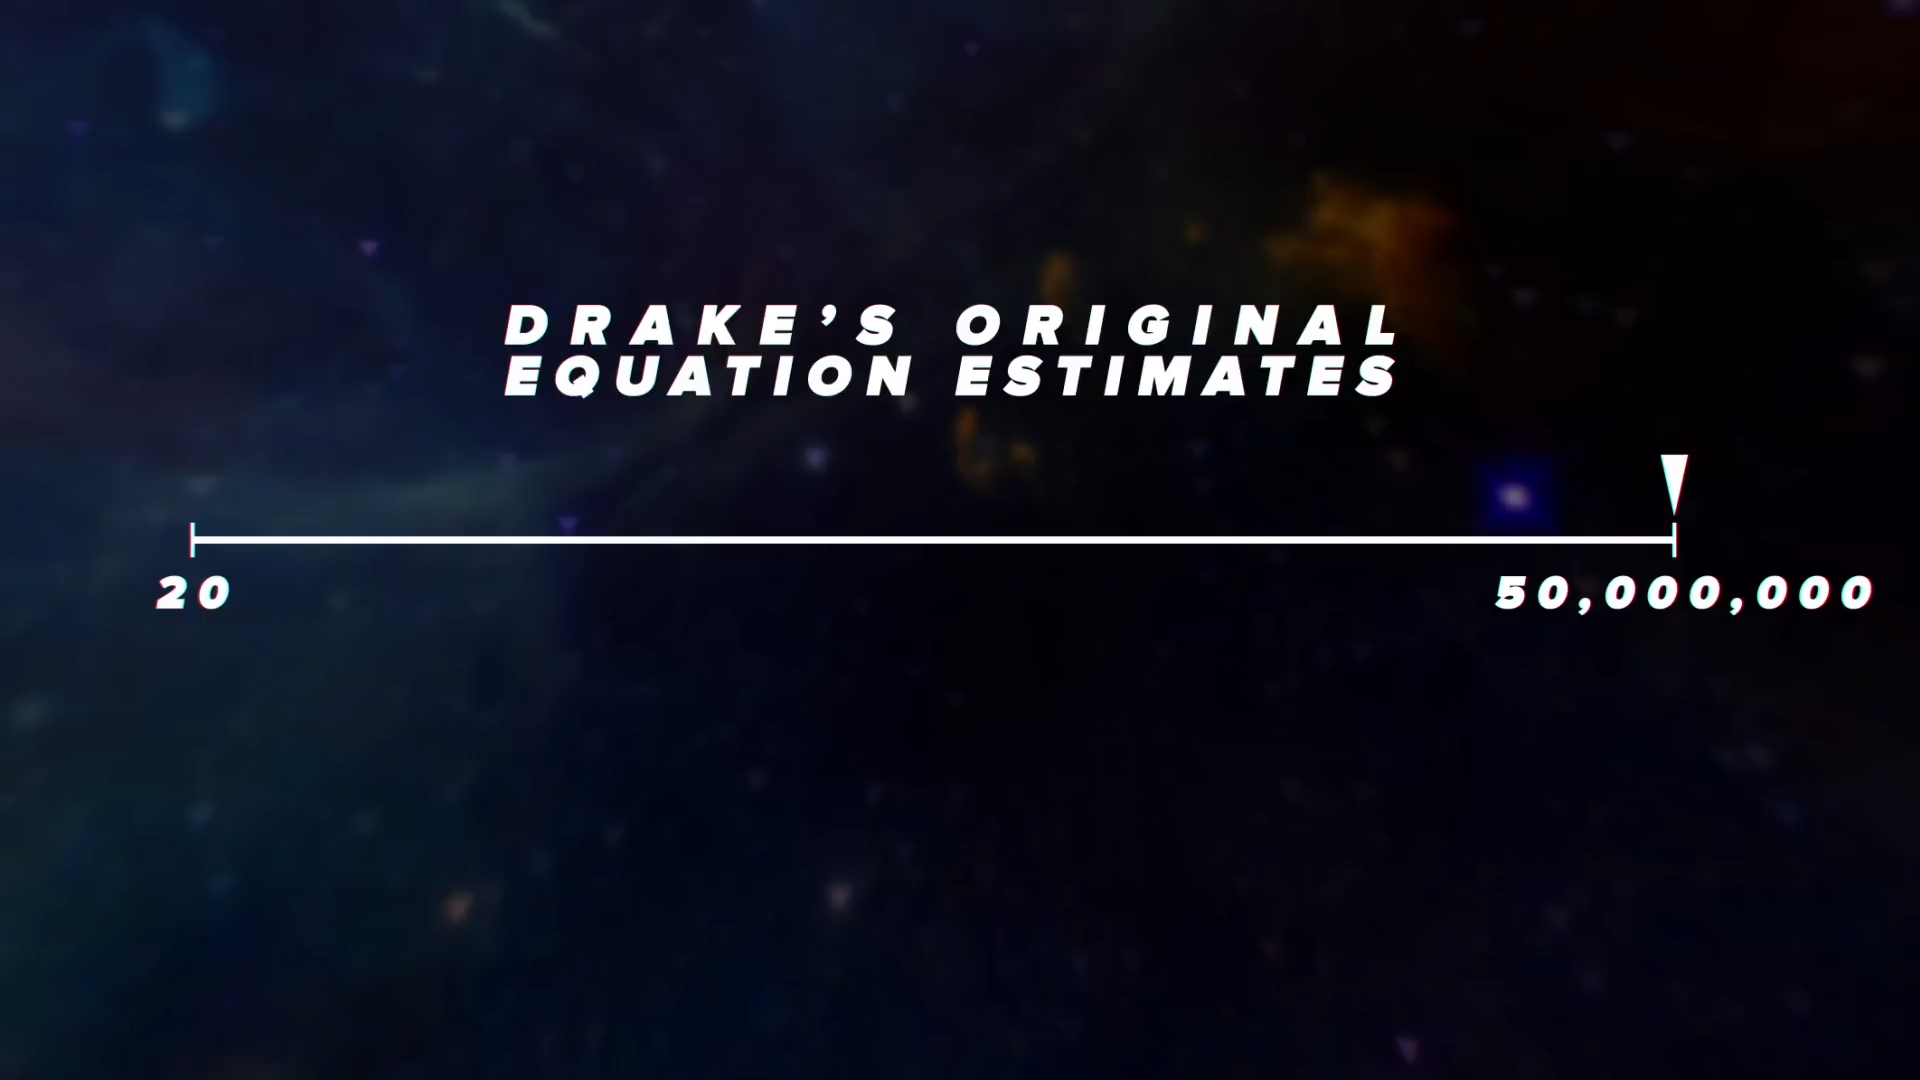 DRAKE’S ORIGINAL
EQUATION ESTIMATES
20
50,000,000